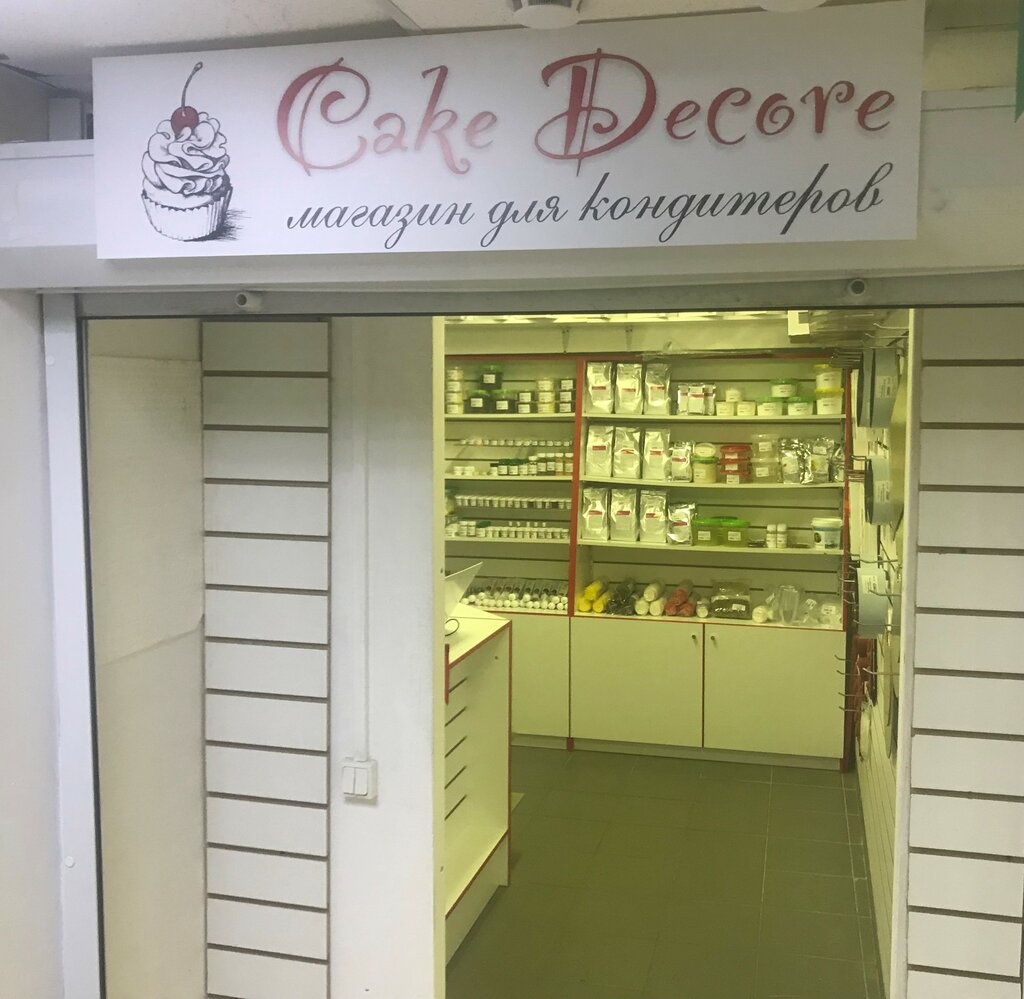 Cake Decore
магазин для кондитеров